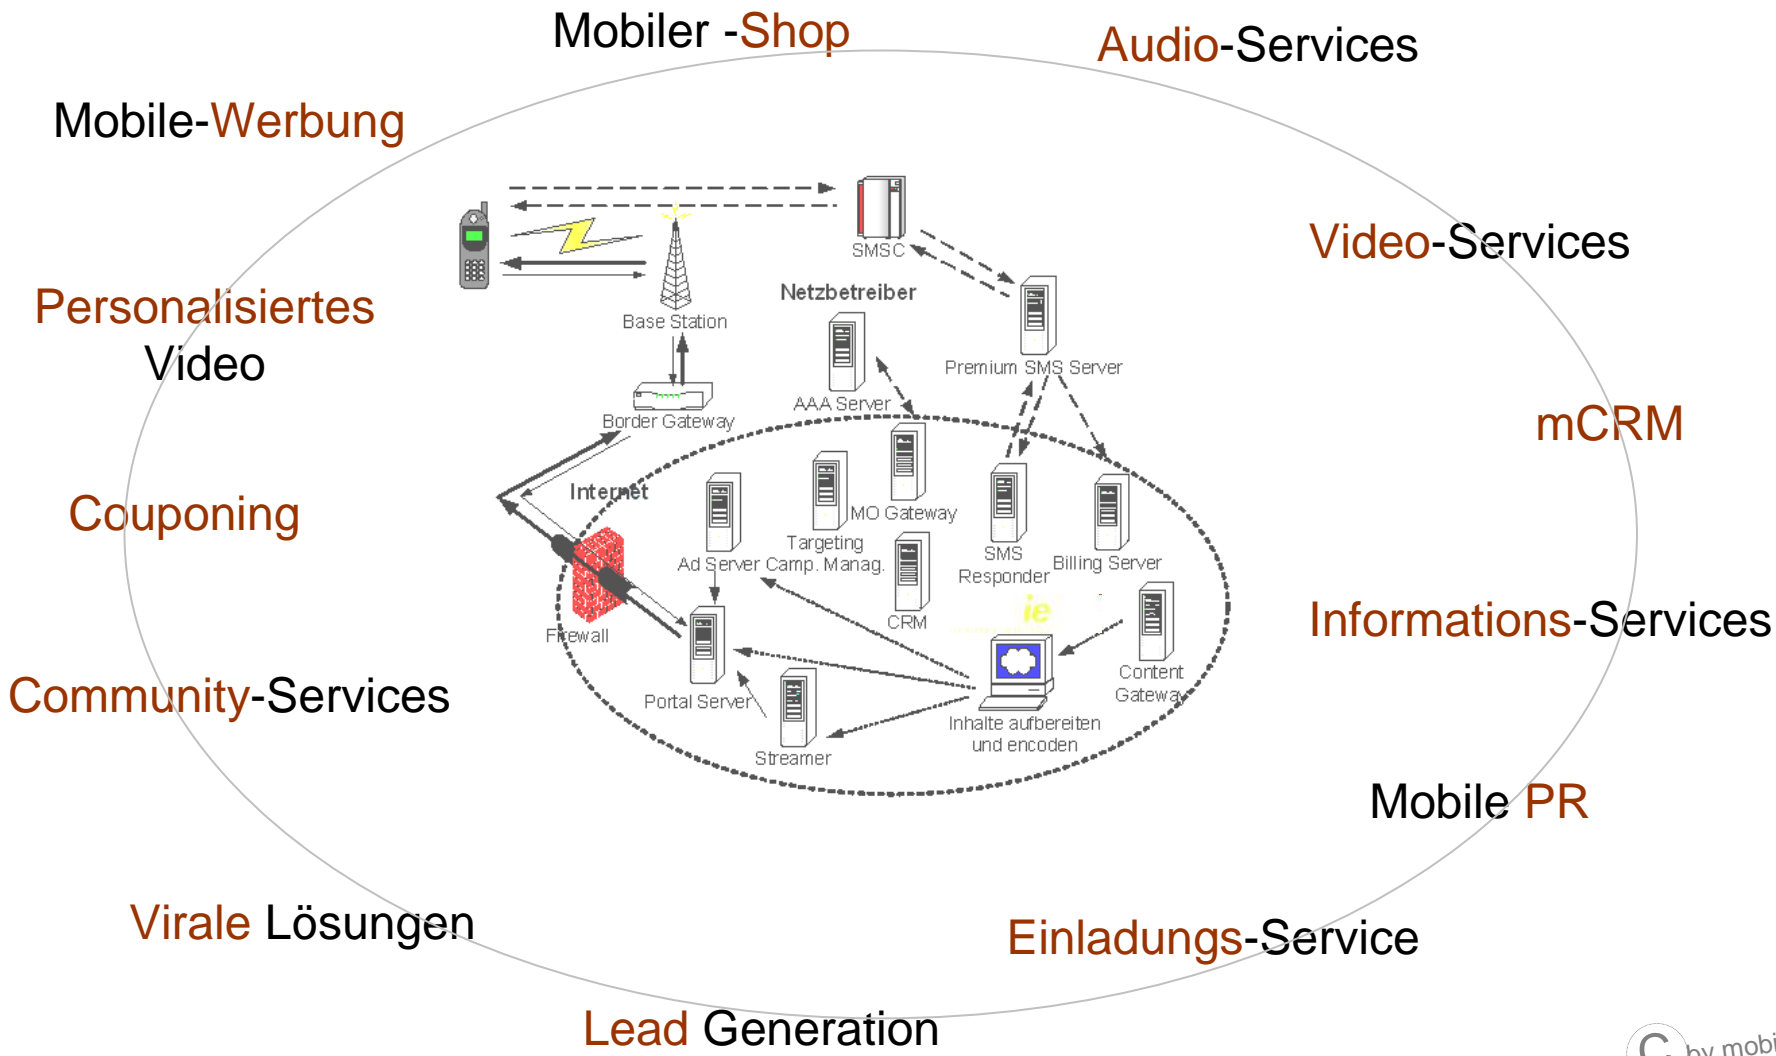 Mobiler -Shop
Audio-Services
Mobile-Werbung
SMSC
Video-Services
Netzbetreiber
Personalisiertes
Video
Base Station
Premium SMS Server
AAA Server
Border Gateway
mCRM
Internet
Couponing
MO Gateway
Targeting
Ad Server Camp. Manag.
SMS
Responder
Billing Server
ie
CRM
Firewall
Informations-Services
Content
Gateway
Community-Services
Portal Server
Inhalte aufbereiten
und encoden
Streamer
Mobile PR
Virale Lösungen
Einladungs-Service
Lead Generation
C by mobi